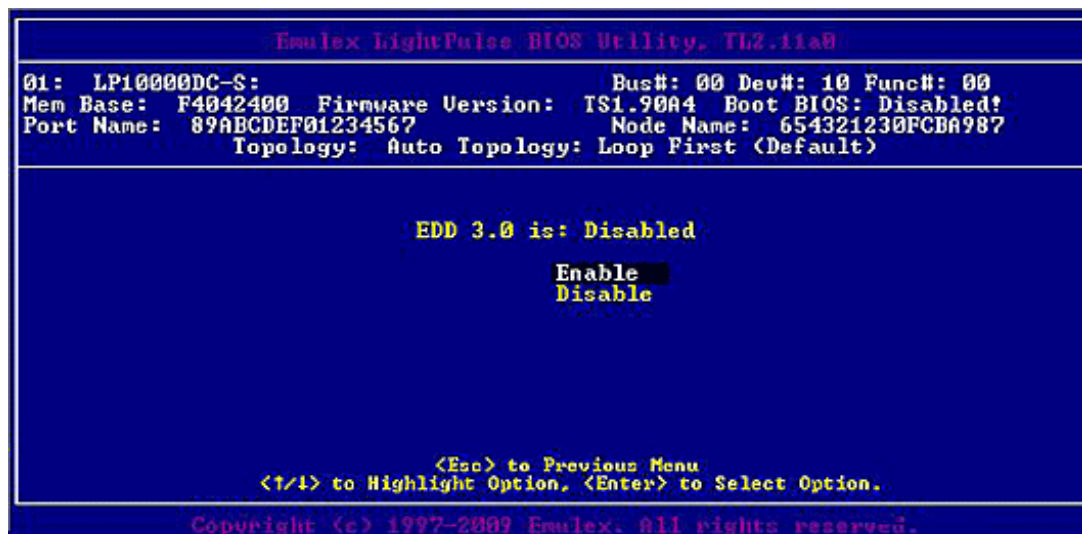 Emulex LightPulse BIOS Utility, TL2.11a0
01: LP10000DC-S: Bus#: 00 Dev#: 10 Func#: 00
Mem Base: F4042400 Firmware Version: TS1.90A4 Boot BIOS: Disabled!
Port Name: 89ABCDEF01234567 Node Name: 654321230FCBA987
Topology: Auto Topology: Loop First (Default)
EDD 3.0 is: Disabled
Enable
Disable
<Esc> to Previous Menu
<↑/↓> to Highlight Option, <Enter> to Select Option.
Copyright (c) 1997-2009 Emulex. All rights reserved.